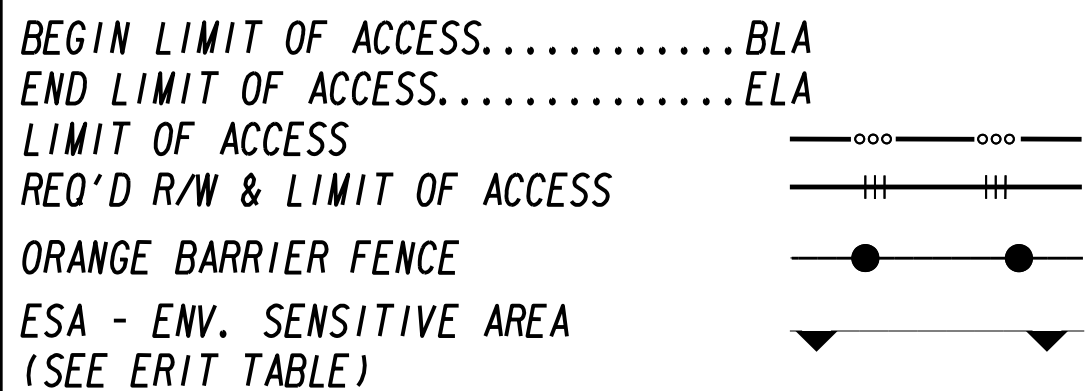 BEGIN LIMIT OF ACCESS............BLA
END LIMIT OF ACCESS..............ELA
LIMIT OF ACCESS
REQ'D R/W & LIMIT OF ACCESS
ORANGE BARRIER FENCE
ESA - ENV. SENSITIVE AREA
(SEE ERIT TABLE)